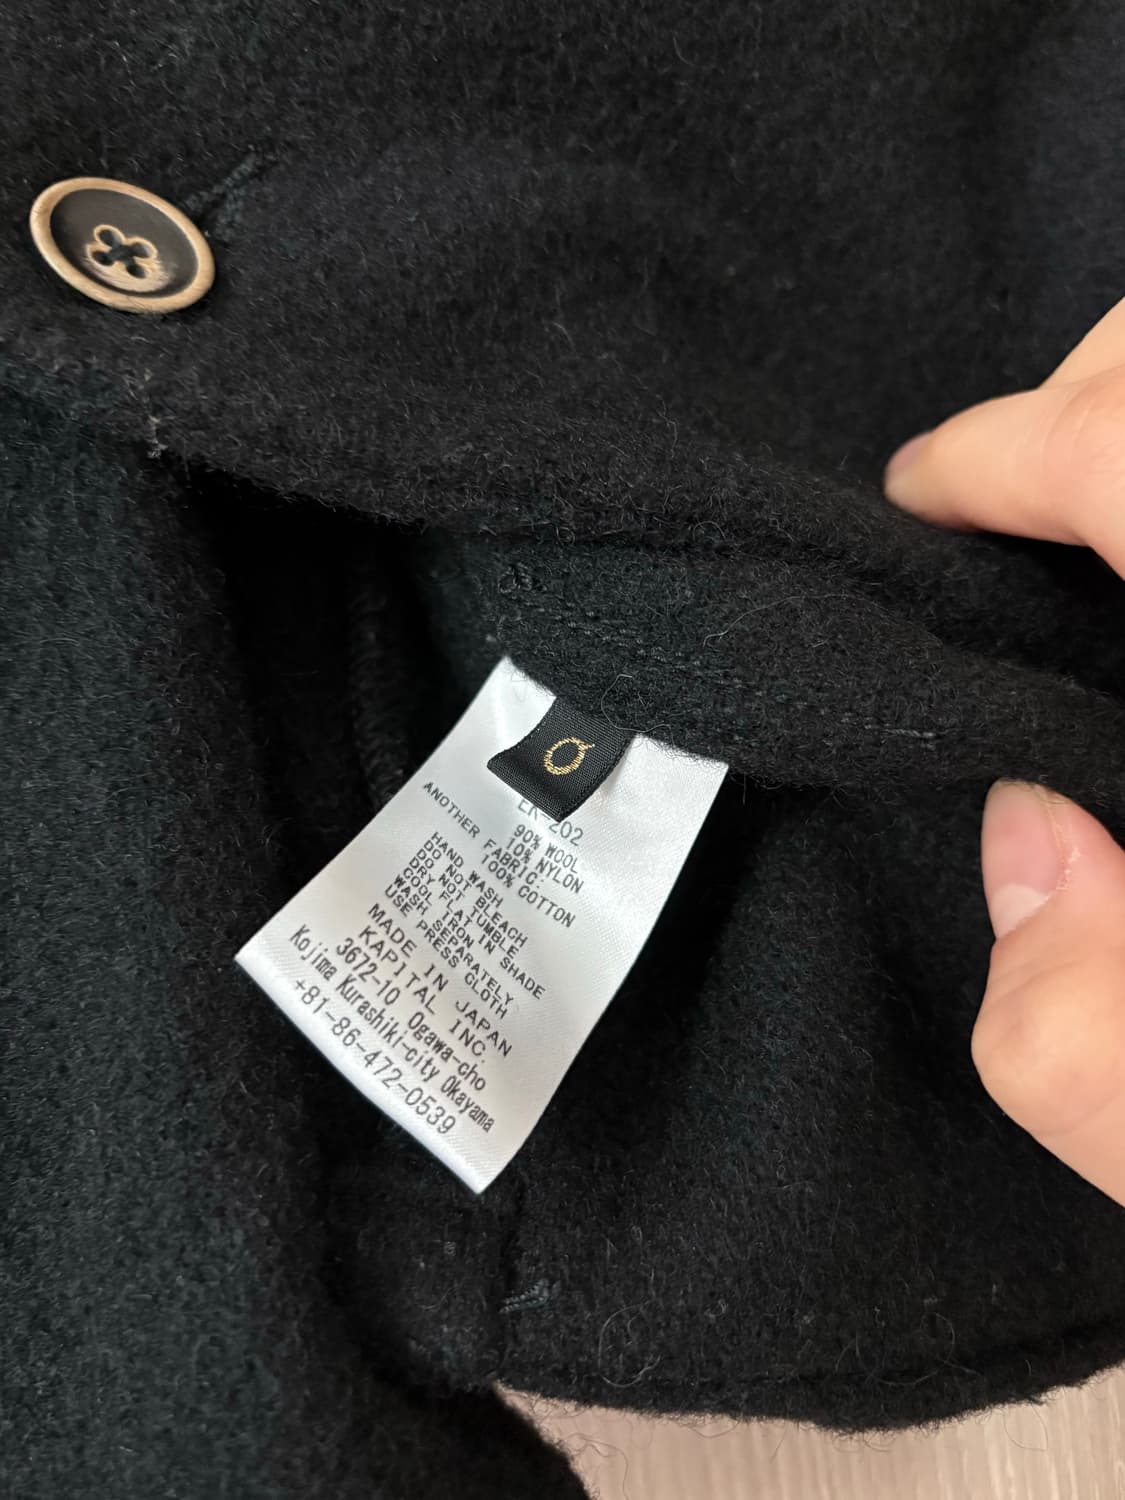 0
EK-202
90% WOOL
10% NYLON
ANOTHER FABRIC:
100% COTTON
HAND WASH
DO NOT BLEACH
DO NOT TUMBLE
DRY FLAT IN SHADE
COOL IRON
WASH SEPARATELY
USE PRESS CLOTH
MADE IN JAPAN
KAPITAL INC.
3672-10 Ogawa-cho
Kojima Kurashiki-city Okayama
+81-86-472-0539